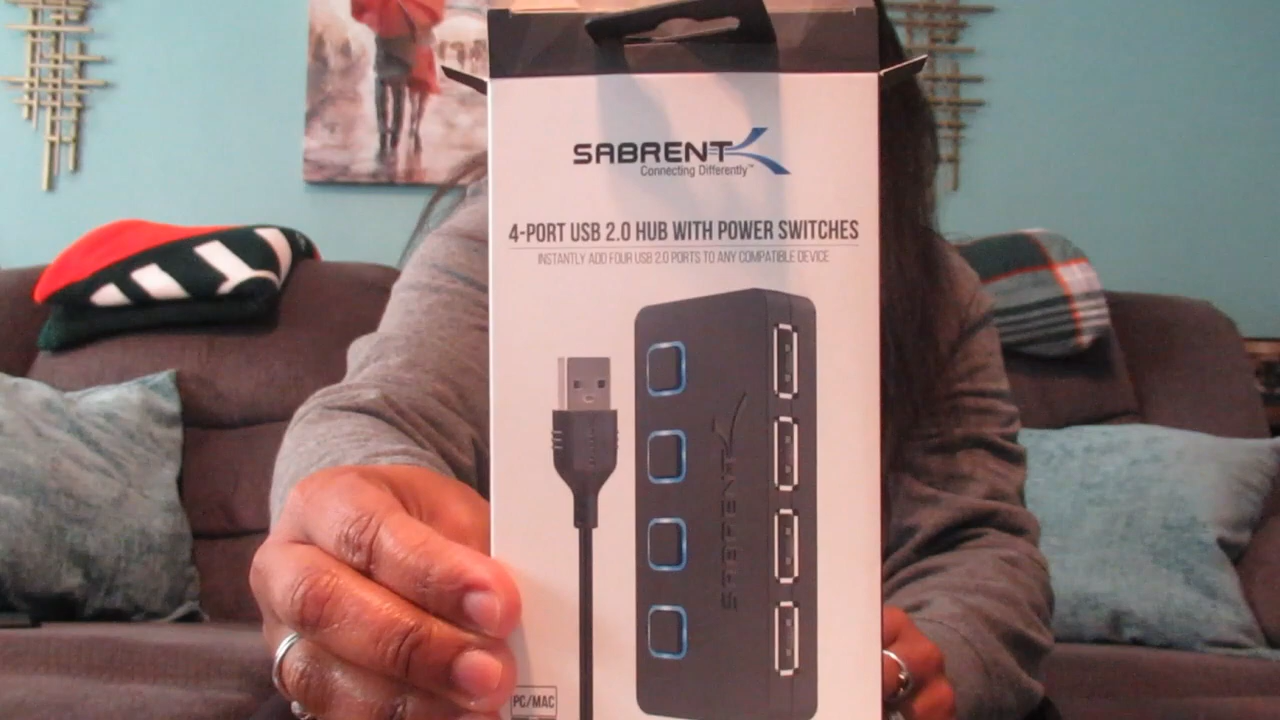 SABRENT
Connecting Differently™
4-PORT USB 2.0 HUB WITH POWER SWITCHES
INSTANTLY ADD FOUR USB 2.0 PORTS TO ANY COMPATIBLE DEVICE
SABRENT
SABRENT
PC/MAC